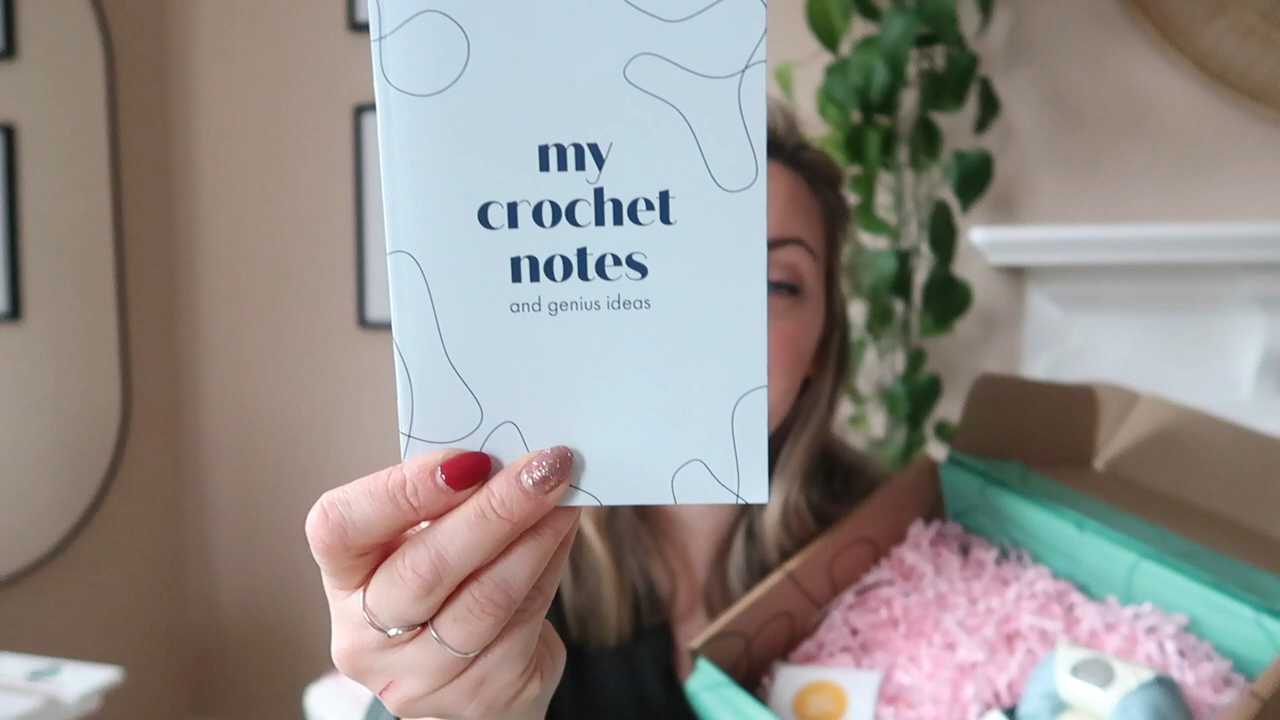 my
crochet
notes
and genius ideas